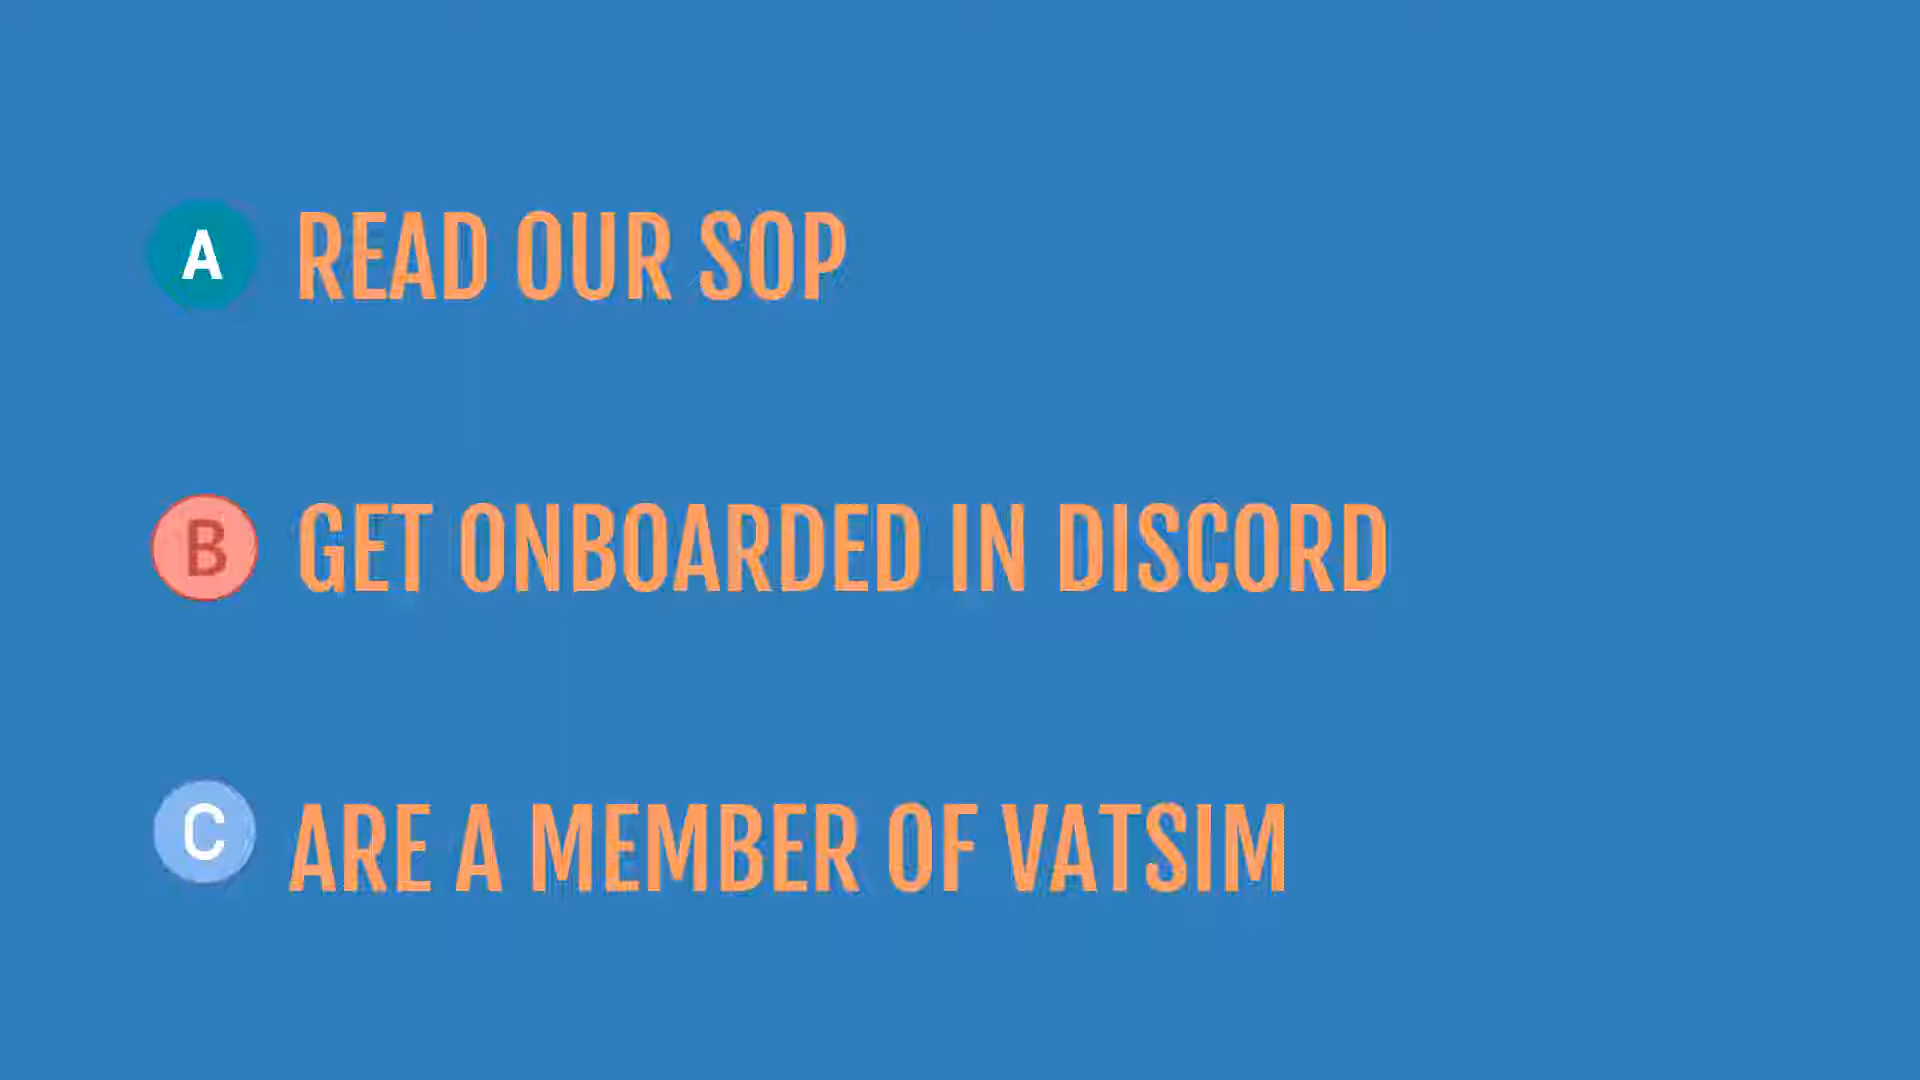 A READ OUR SOP
B GET ONBOARDED IN DISCORD
C ARE A MEMBER OF VATSIM